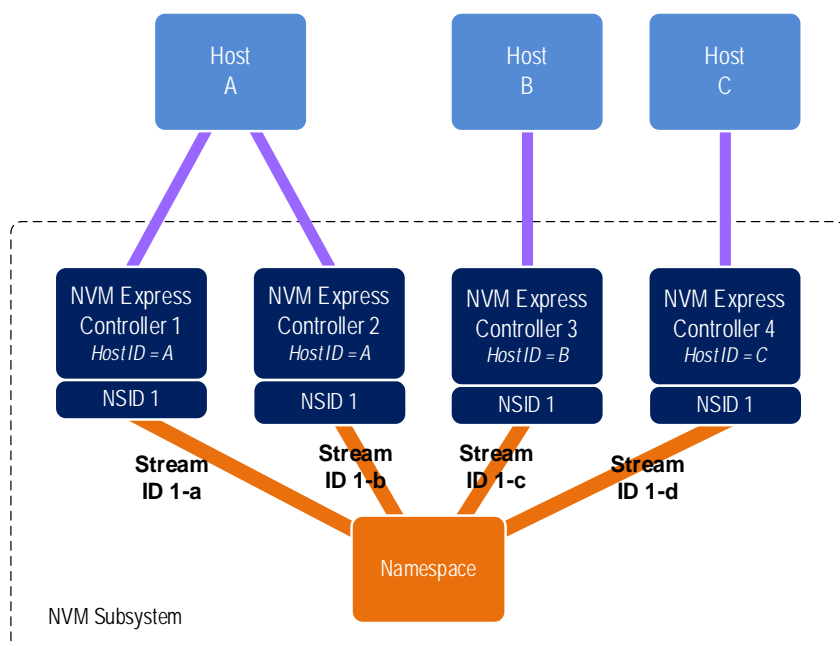 Host
A
Host
B
Host
C
NVM Express
Controller 1
Host ID = A
NVM Express
Controller 2
Host ID = A
NVM Express
Controller 3
Host ID = B
NVM Express
Controller 4
Host ID = C
NSID 1
NSID 1
NSID 1
NSID 1
Stream
ID 1-a
Stream
ID 1-b
Stream
ID 1-c
Stream
ID 1-d
Namespace
NVM Subsystem